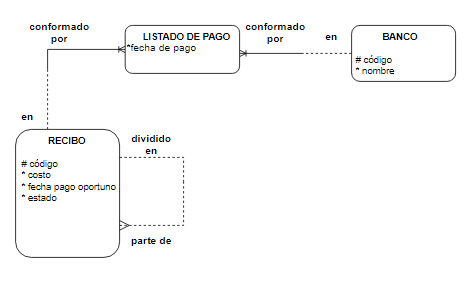 conformado
por
LISTADO DE PAGO
*fecha de pago
conformado
por
en
BANCO
# código
* nombre
en
RECIBO
# código
* costo
* fecha pago oportuno
* estado
dividido
en
parte de